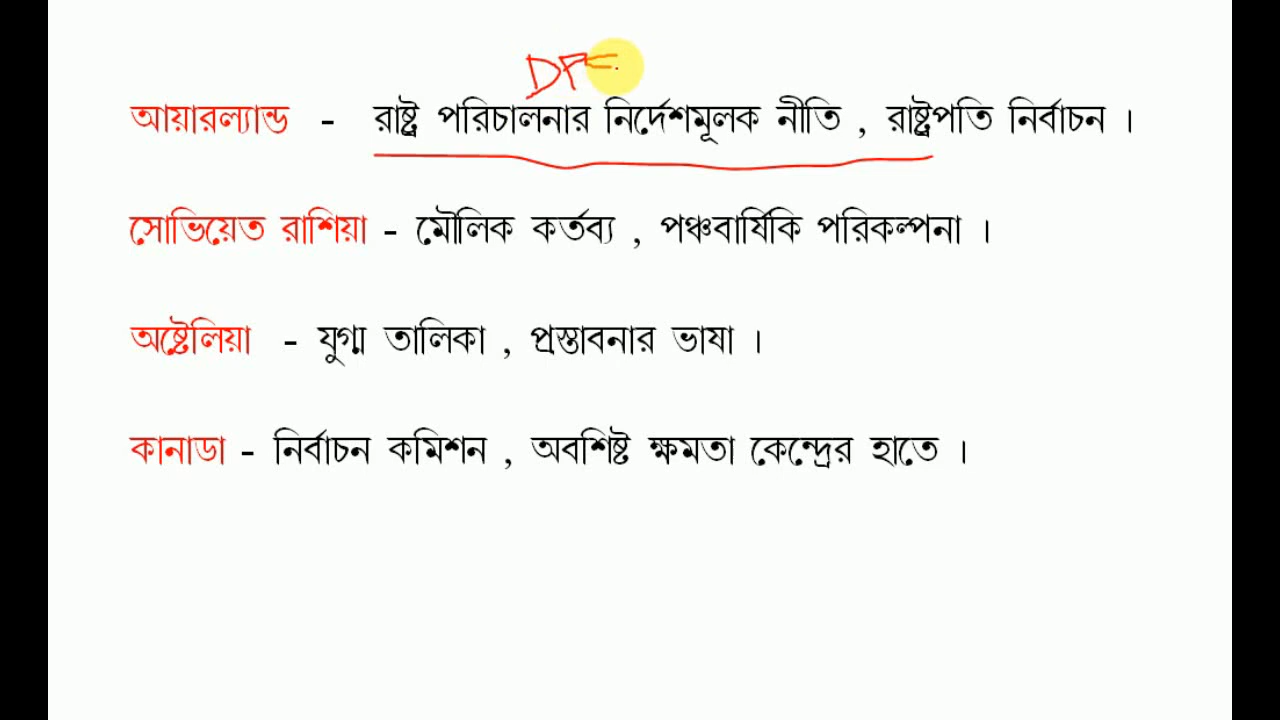 DPE
আয়ারল্যান্ড - রাষ্ট্র পরিচালনার নির্দেশমূলক নীতি , রাষ্ট্রপতি নির্বাচন ।
সোভিয়েত রাশিয়া - মৌলিক কর্তব্য , পঞ্চবার্ষিকি পরিকল্পনা ।
অষ্টেলিয়া - যুগ্ম তালিকা , প্রস্তাবনার ভাষা ।
কানাডা - নির্বাচন কমিশন , অবশিষ্ট ক্ষমতা কেন্দ্রের হাতে ।